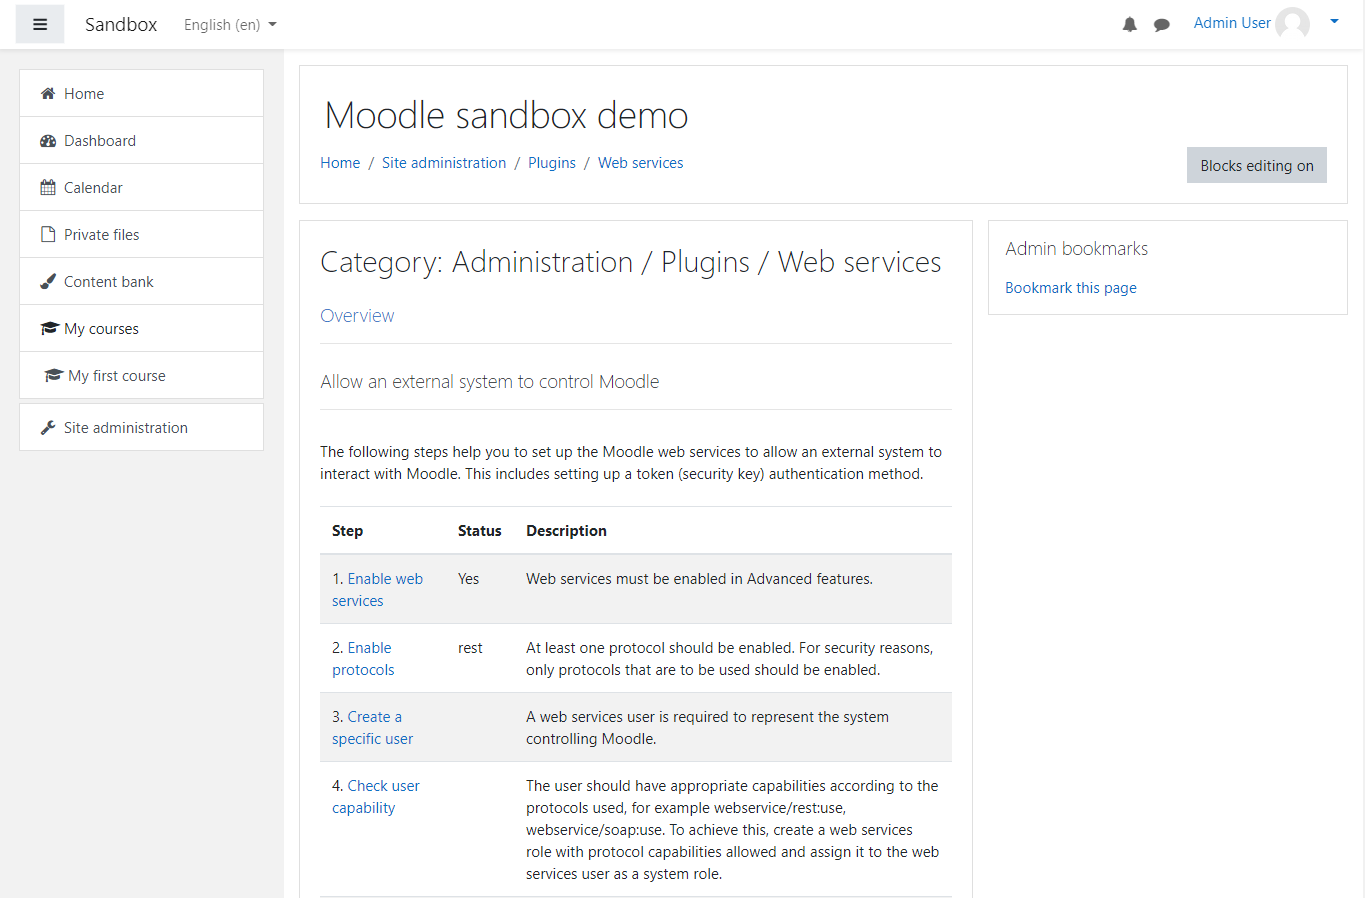 Sandbox
English (en)
Admin User
Home
Dashboard
Calendar
Private files
Content bank
My courses
My first course
Site administration
Moodle sandbox demo
Home / Site administration / Plugins / Web services
Blocks editing on
Category: Administration / Plugins / Web services
Overview
Allow an external system to control Moodle
The following steps help you to set up the Moodle web services to allow an external system to
interact with Moodle. This includes setting up a token (security key) authentication method.
Step Status Description
1. Enable web Yes Web services must be enabled in Advanced features.
services
2. Enable rest At least one protocol should be enabled. For security reasons,
protocols only protocols that are to be used should be enabled.
3. Create a A web services user is required to represent the system
specific user controlling Moodle.
4. Check user The user should have appropriate capabilities according to the
capability protocols used, for example webservice/rest:use,
webservice/soap:use. To achieve this, create a web services
role with protocol capabilities allowed and assign it to the web
services user as a system role.
Admin bookmarks
Bookmark this page